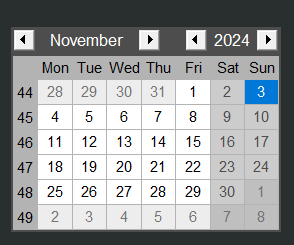 November 2024
Mon Tue Wed Thu Fri Sat Sun
44 28 29 30 31 1 2 3
45 4 5 6 7 8 9 10
46 11 12 13 14 15 16 17
47 18 19 20 21 22 23 24
48 25 26 27 28 29 30 1
49 2 3 4 5 6 7 8